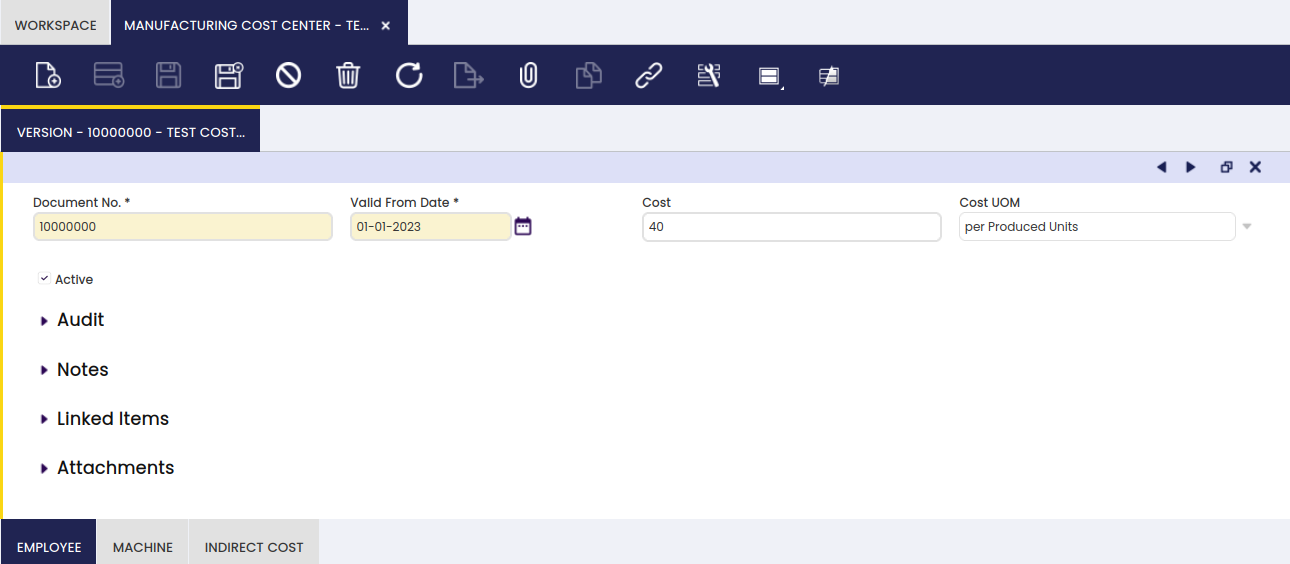 WORKSPACE
MANUFACTURING COST CENTER - TE...
VERSION - 10000000 - TEST COST...
Document No. *
Valid From Date *
Cost
Cost UOM
10000000
01-01-2023
40
per Produced Units
Active
Audit
Notes
Linked Items
Attachments
EMPLOYEE
MACHINE
INDIRECT COST